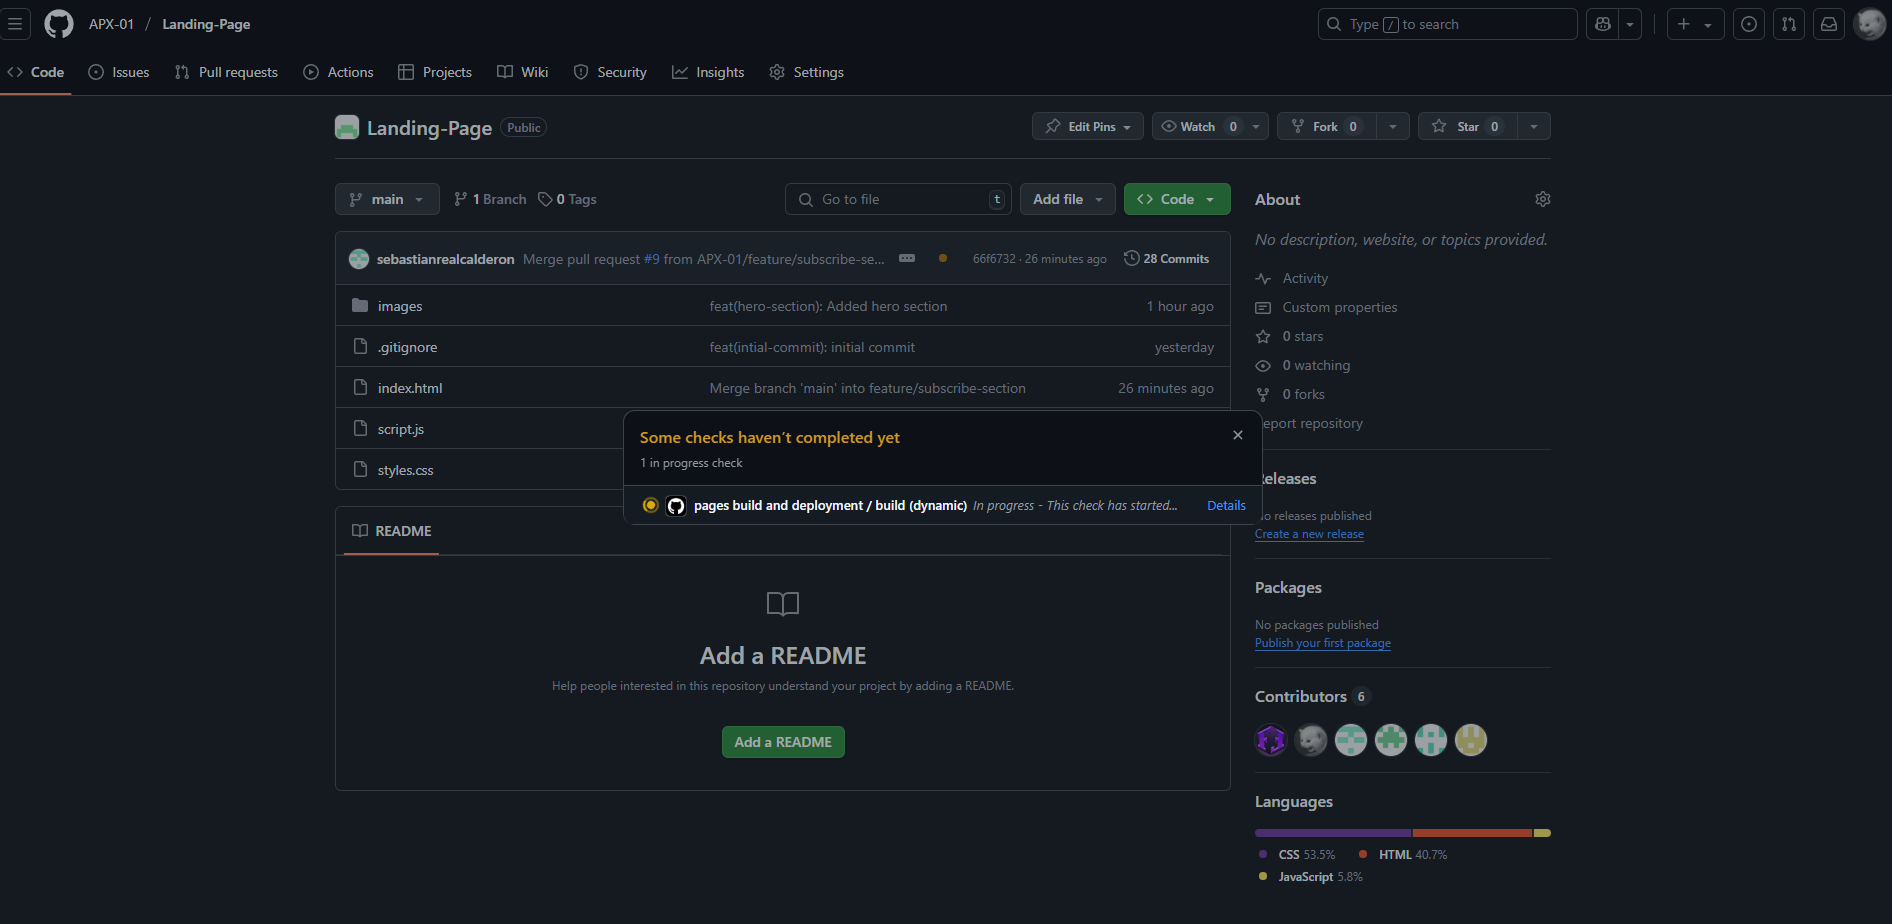 APX-01 / Landing-Page
Type / to search
Code
Issues
Pull requests
Actions
Projects
Wiki
Security
Insights
Settings
Landing-Page Public
Edit Pins
Watch 0
Fork 0
Star 0
main
1 Branch
0 Tags
Go to file t
Add file
Code
sebastianrealcalderon Merge pull request #9 from APX-01/feature/subscribe-se... 66f6732 · 26 minutes ago 28 Commits
images feat(hero-section): Added hero section 1 hour ago
.gitignore feat(intial-commit): initial commit yesterday
index.html Merge branch 'main' into feature/subscribe-section 26 minutes ago
script.js
styles.css
Some checks haven't completed yet
1 in progress check
pages build and deployment / build (dynamic) In progress - This check has started... Details
README
Add a README
Help people interested in this repository understand your project by adding a README.
Add a README
About
No description, website, or topics provided.
Activity
Custom properties
0 stars
0 watching
0 forks
eport repository
eleases
o releases published
Create a new release
Packages
No packages published
Publish your first package
Contributors 6
Languages
CSS 53.5%
HTML 40.7%
JavaScript 5.8%